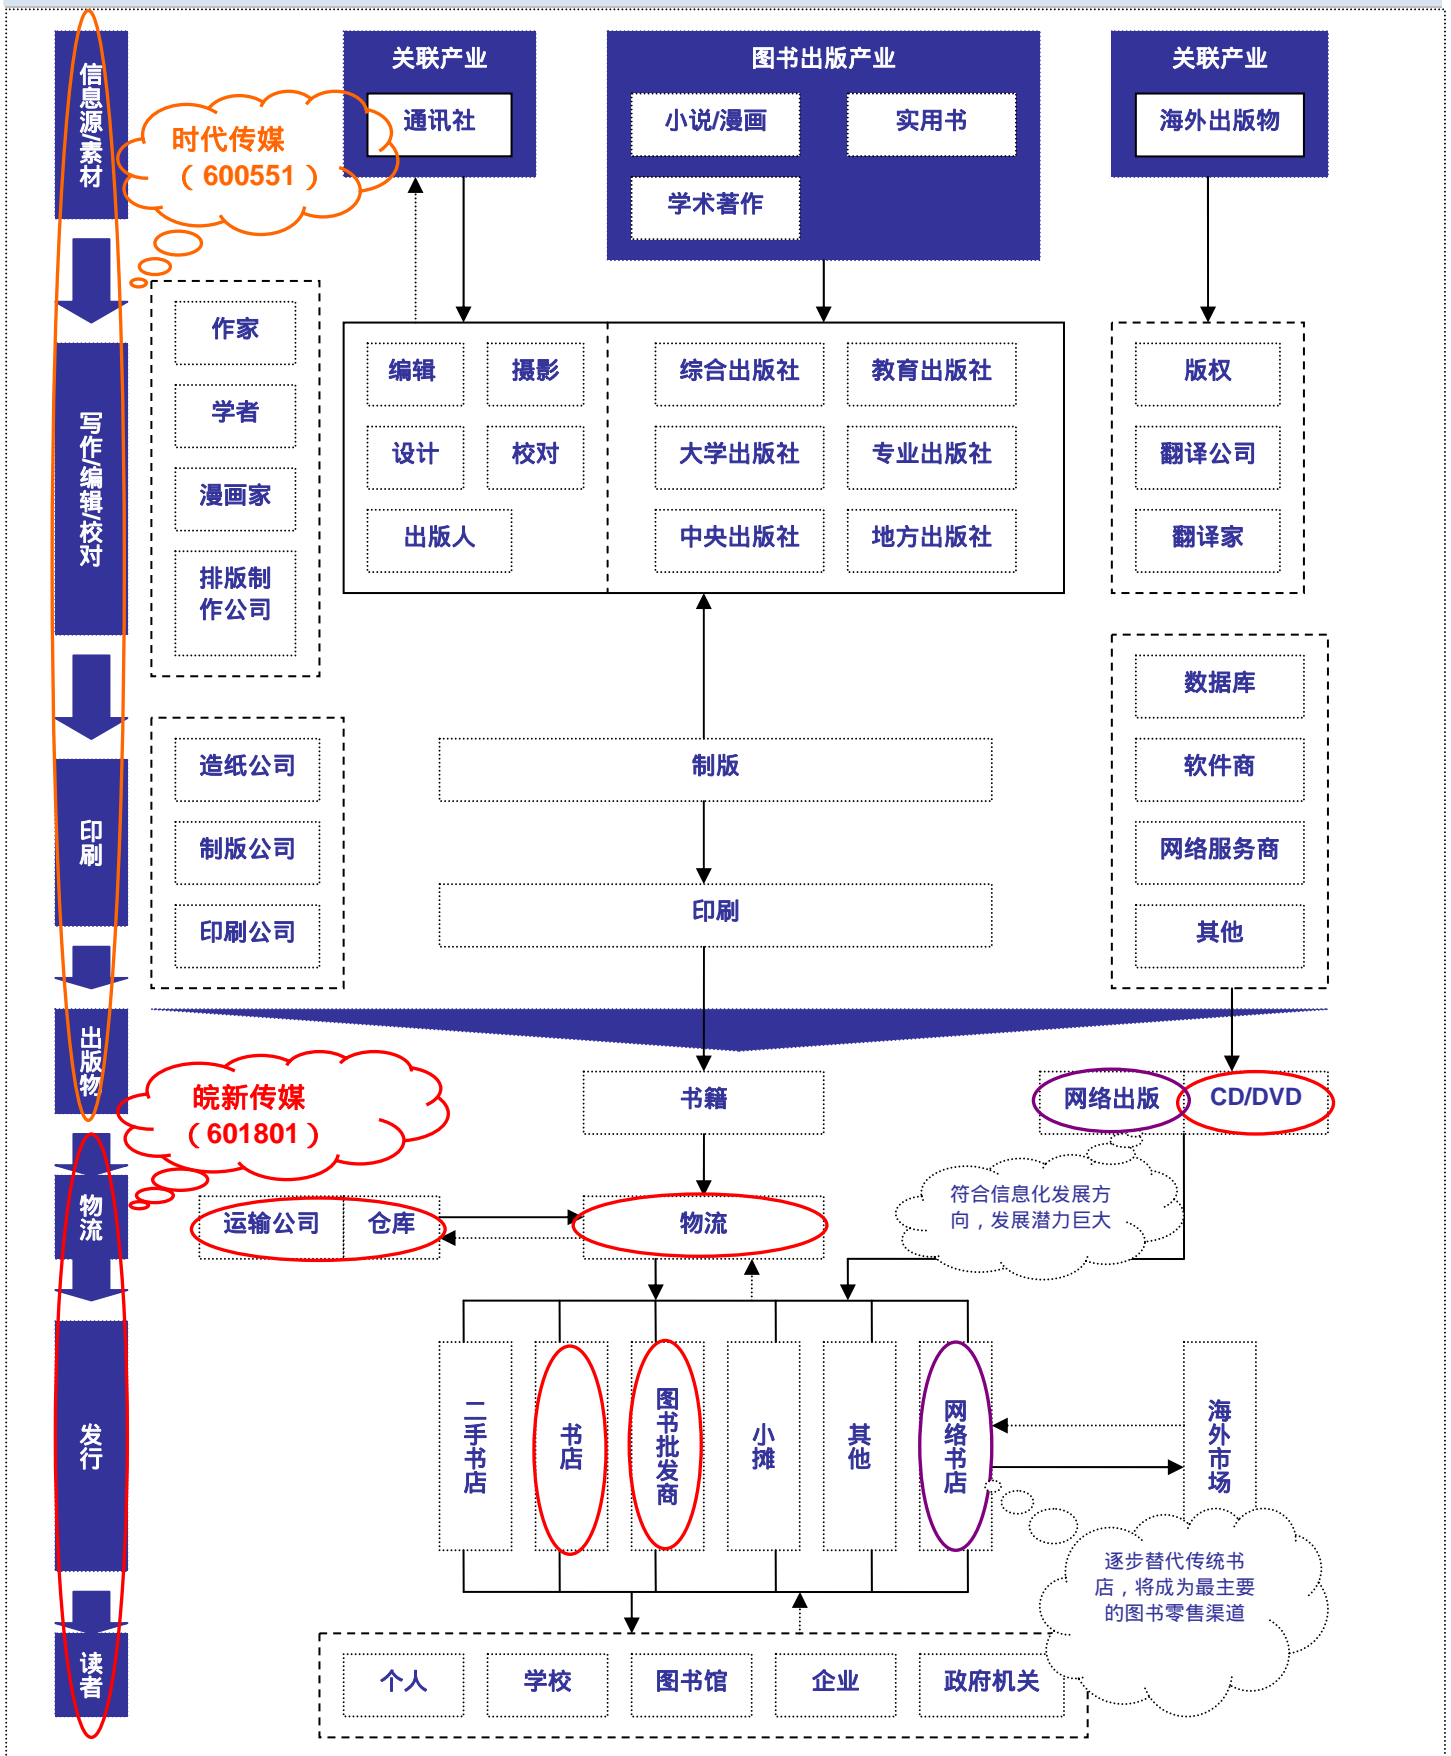 信息源/素材
关联产业
通讯社
图书出版产业
小说/漫画
实用书
学术著作
关联产业
海外出版物
时代传媒
（600551）
写作/编辑/校对
作家
学者
漫画家
排版制
作公司
编辑
摄影
设计
校对
出版人
综合出版社
教育出版社
大学出版社
专业出版社
中央出版社
地方出版社
版权
翻译公司
翻译家
印刷
造纸公司
制版公司
印刷公司
制版
印刷
数据库
软件商
网络服务商
其他
出版物
皖新传媒
（601801）
书籍
网络出版
CD/DVD
物流
运输公司
仓库
物流
符合信息化发展方
向，发展潜力巨大
发行
二手书店
书店
图书批发商
小摊
其他
网络书店
海外市场
逐步替代传统书
店，将成为最主要
的图书零售渠道
读者
个人
学校
图书馆
企业
政府机关